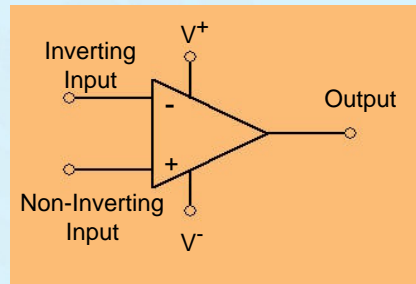 V+
Inverting
Input
-
Output
+
Non-Inverting
Input
V-